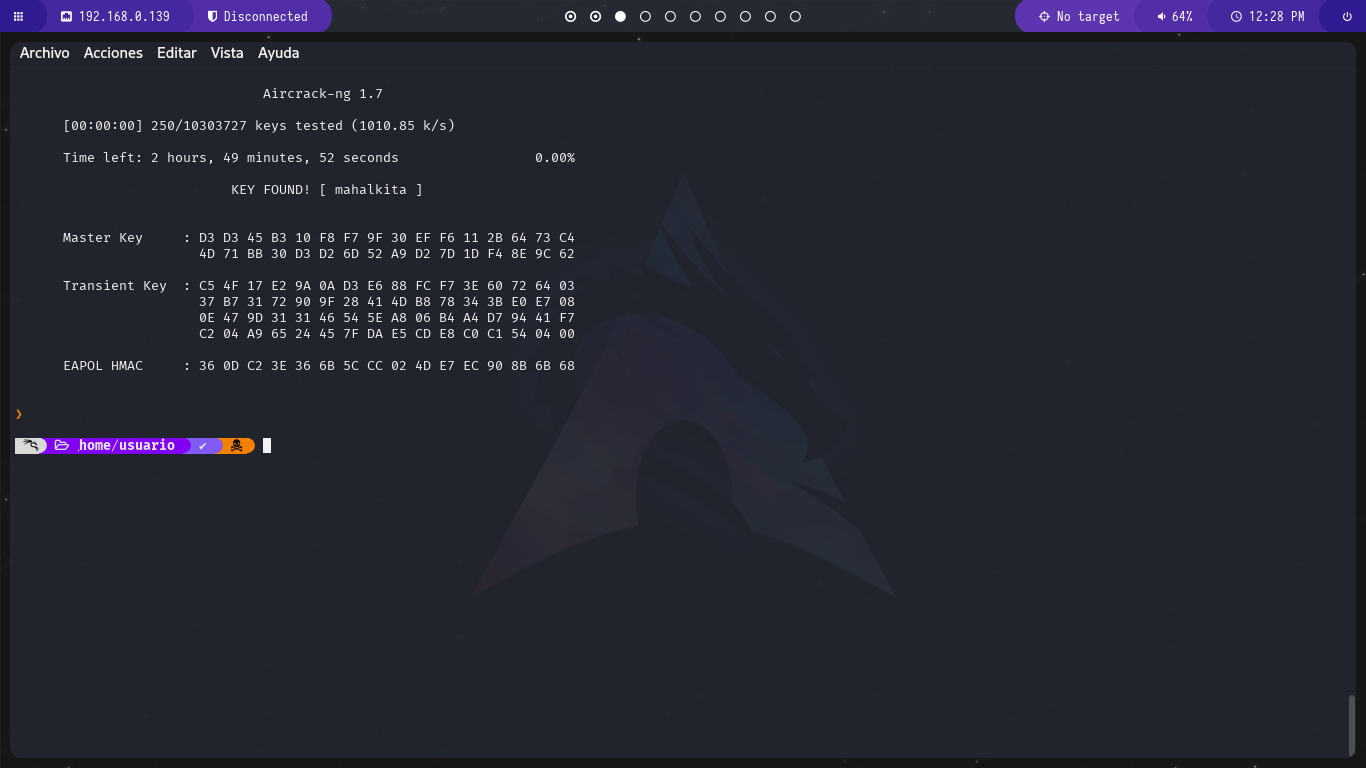 192.168.0.139 Disconnected No target 64% 12:28 PM
Archivo Acciones Editar Vista Ayuda
Aircrack-ng 1.7
[00:00:00] 250/10303727 keys tested (1010.85 k/s)
Time left: 2 hours, 49 minutes, 52 seconds 0.00%
KEY FOUND! [ mahalkita ]
Master Key : D3 D3 45 B3 10 F8 F7 9F 30 EF F6 11 2B 64 73 C4
4D 71 BB 30 D3 D2 6D 52 A9 D2 7D 1D F4 8E 9C 62
Transient Key : C5 4F 17 E2 9A 0A D3 E6 88 FC F7 3E 60 72 64 03
37 B7 31 72 90 9F 28 41 4D B8 78 34 3B E0 E7 08
0E 47 9D 31 31 46 54 5E A8 06 B4 A4 D7 94 41 F7
C2 04 A9 65 24 45 7F DA E5 CD E8 C0 C1 54 04 00
EAPOL HMAC : 36 0D C2 3E 36 6B 5C CC 02 4D E7 EC 90 8B 6B 68
❯
home/usuario ✔